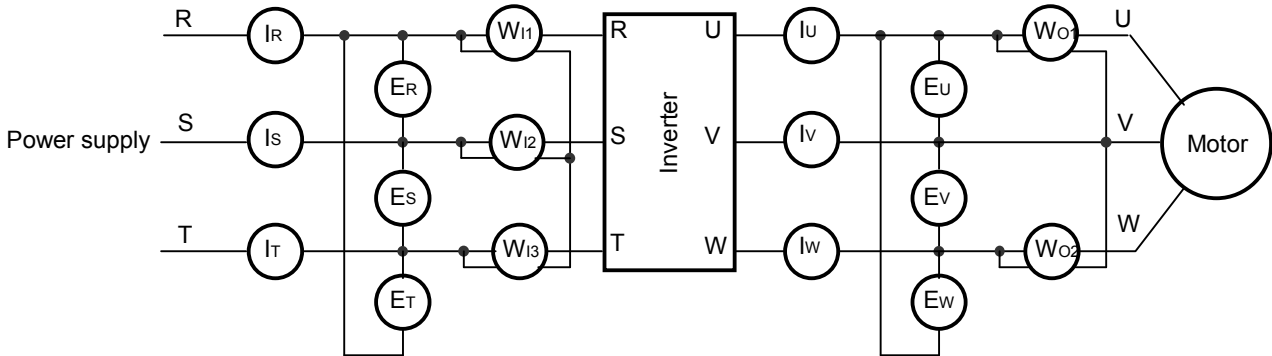 R
IR
WI1
R
U
IU
WO1
U
ER
EU
S
IS
WI2
S
Inverter
V
IV
V
Power supply
Motor
ES
EV
T
IT
WI3
T
W
IW
WO2
W
ET
EW